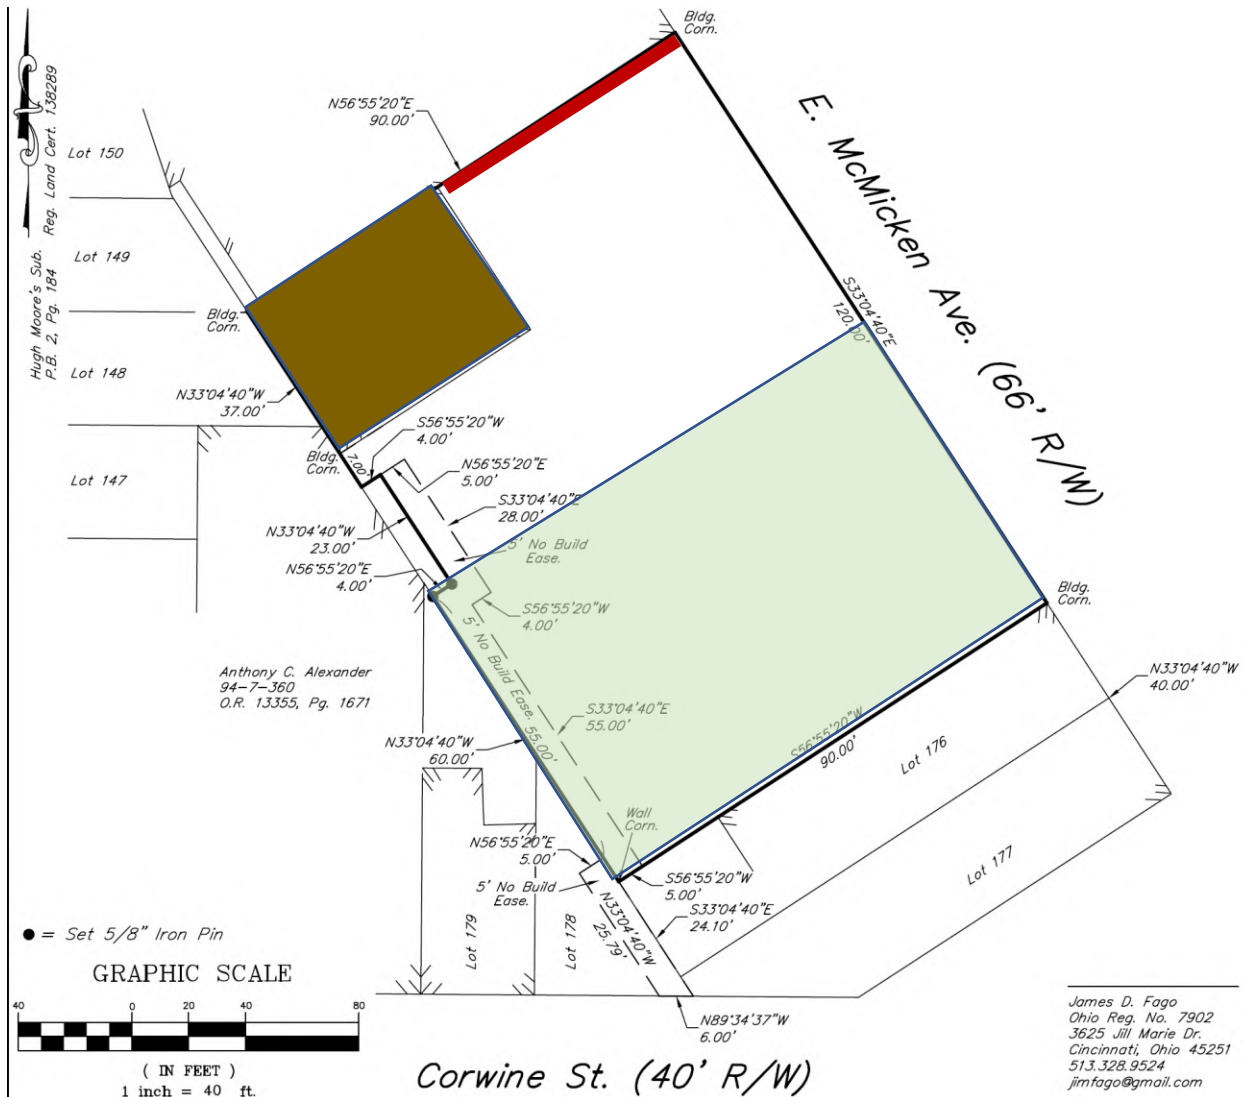 Bldg.
Corn.
N56°55'20"E
90.00'
Hugh Moore's Sub.
P.B. 2, Pg. 184
Reg. Land Cert. 138289
Lot 150
Lot 149
Lot 148
Lot 147
E. McMicken Ave. (66' R/W)
S33°04'40"E
120.00'
Bldg.
Corn.
N33°04'40"W
37.00'
Bldg.
Corn.
7.00'
S56°55'20"W
4.00'
N56°55'20"E
5.00'
S33°04'40"E
28.00'
N33°04'40"W
23.00'
5' No Build
Ease.
N56°55'20"E
4.00'
S56°55'20"W
4.00'
Bldg.
Corn.
5' No Build Ease.
55.00'
Anthony C. Alexander
94-7-360
O.R. 13355, Pg. 1671
N33°04'40"W
40.00'
S33°04'40"E
55.00'
N33°04'40"W
60.00'
S56°55'20"W
90.00'
Lot 176
Lot 177
Wall
Corn.
N56°55'20"E
5.00'
5' No Build
Ease.
S56°55'20"W
5.00'
S33°04'40"E
24.10'
N33°04'40"W
25.79'
Lot 179
Lot 178
N89°34'37"W
6.00'
= Set 5/8" Iron Pin
GRAPHIC SCALE
40 0 20 40 80
( IN FEET )
1 inch = 40 ft.
Corwine St. (40' R/W)
James D. Fago
Ohio Reg. No. 7902
3625 Jill Marie Dr.
Cincinnati, Ohio 45251
513.328.9524
jimfago@gmail.com